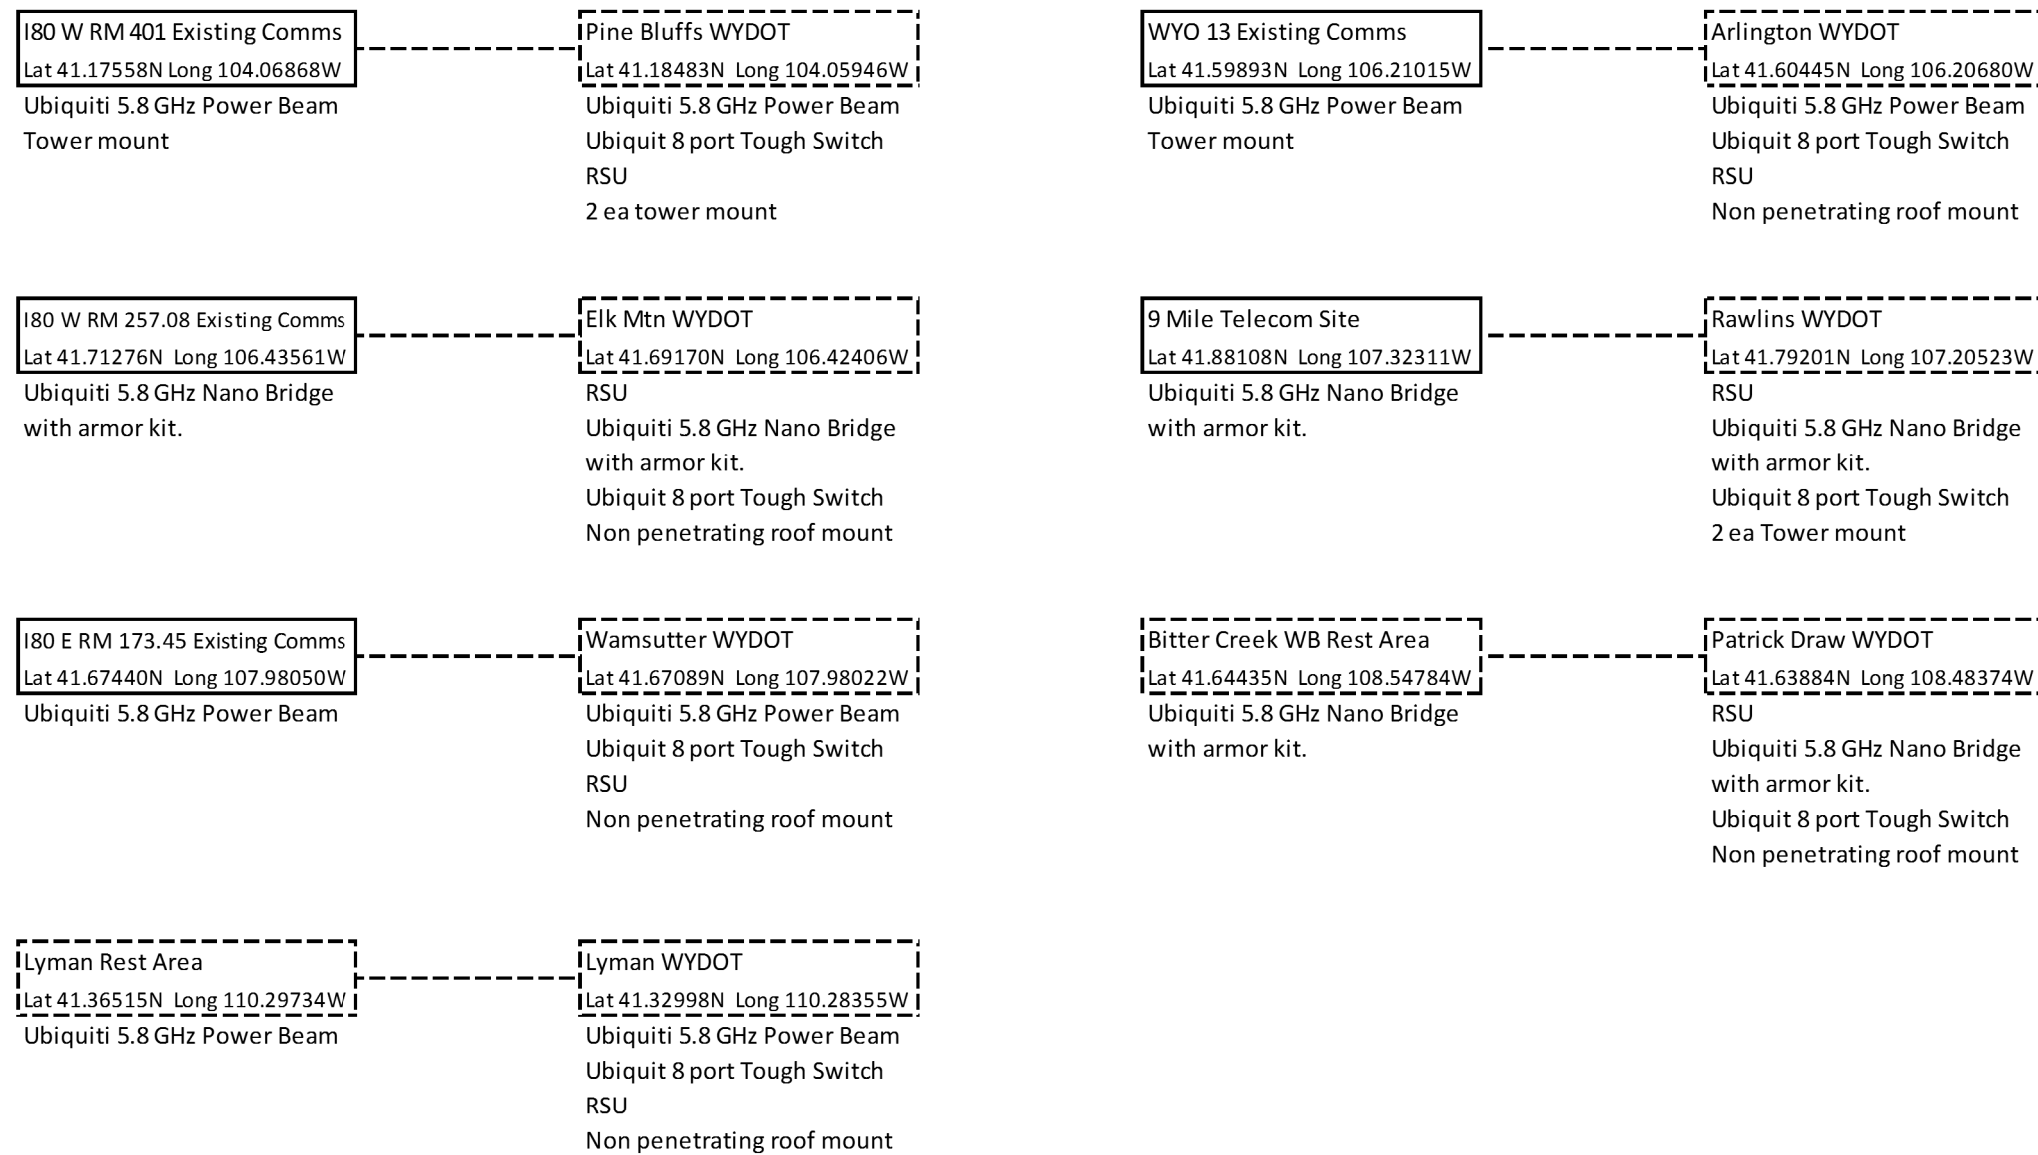 I80 W RM 401 Existing Comms
Lat 41.17558N Long 104.06868W
Ubiquiti 5.8 GHz Power Beam
Tower mount
Pine Bluffs WYDOT
Lat 41.18483N Long 104.05946W
Ubiquiti 5.8 GHz Power Beam
Ubiquit 8 port Tough Switch
RSU
2 ea tower mount
WYO 13 Existing Comms
Lat 41.59893N Long 106.21015W
Ubiquiti 5.8 GHz Power Beam
Tower mount
Arlington WYDOT
Lat 41.60445N Long 106.20680W
Ubiquiti 5.8 GHz Power Beam
Ubiquit 8 port Tough Switch
RSU
Non penetrating roof mount
I80 W RM 257.08 Existing Comms
Lat 41.71276N Long 106.43561W
Ubiquiti 5.8 GHz Nano Bridge
with armor kit.
Elk Mtn WYDOT
Lat 41.69170N Long 106.42406W
RSU
Ubiquiti 5.8 GHz Nano Bridge
with armor kit.
Ubiquit 8 port Tough Switch
Non penetrating roof mount
9 Mile Telecom Site
Lat 41.88108N Long 107.32311W
Ubiquiti 5.8 GHz Nano Bridge
with armor kit.
Rawlins WYDOT
Lat 41.79201N Long 107.20523W
RSU
Ubiquiti 5.8 GHz Nano Bridge
with armor kit.
Ubiquit 8 port Tough Switch
2 ea Tower mount
I80 E RM 173.45 Existing Comms
Lat 41.67440N Long 107.98050W
Ubiquiti 5.8 GHz Power Beam
Wamsutter WYDOT
Lat 41.67089N Long 107.98022W
Ubiquiti 5.8 GHz Power Beam
Ubiquit 8 port Tough Switch
RSU
Non penetrating roof mount
Bitter Creek WB Rest Area
Lat 41.64435N Long 108.54784W
Ubiquiti 5.8 GHz Nano Bridge
with armor kit.
Patrick Draw WYDOT
Lat 41.63884N Long 108.48374W
RSU
Ubiquiti 5.8 GHz Nano Bridge
with armor kit.
Ubiquit 8 port Tough Switch
Non penetrating roof mount
Lyman Rest Area
Lat 41.36515N Long 110.29734W
Ubiquiti 5.8 GHz Power Beam
Lyman WYDOT
Lat 41.32998N Long 110.28355W
Ubiquiti 5.8 GHz Power Beam
Ubiquit 8 port Tough Switch
RSU
Non penetrating roof mount